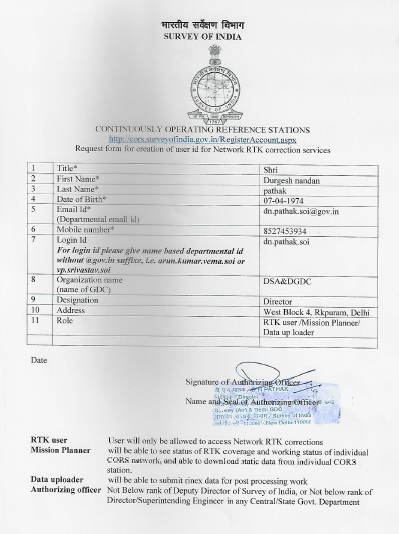 भारतीय सर्वेक्षण विभाग
SURVEY OF INDIA
CONTINUOUSLY OPERATING REFERENCE STATIONS
http://cors.surveyofindia.gov.in/RegisterAccount.aspx
Request form for creation of user id for Network RTK correction services
1 Title* Shri
2 First Name* Durgesh nandan
3 Last Name* pathak
4 Date of Birth* 07-04-1974
5 Email Id* dn.pathak.soi@gov.in
(Departmental email id)
6 Mobile number* 8527453934
7 Login Id dn.pathak.soi
For login id please give name based departmental id
without @gov.in suffixe, i.e. arun.kumar.vema.soi or
vp.srivastav.soi
8 Organization name DSA&DGDC
(name of GDC)
9 Designation Director
10 Address West Block 4, Rkpuram, Delhi
11 Role RTK user /Mission Planner/
Data up loader
Date
Signature of Authorizing Officer
Name and Seal of Authorizing Officer
RTK user User will only be allowed to access Network RTK corrections
Mission Planner will be able to see status of RTK coverage and working status of individual
CORS network, and able to download static data from individual CORS
station.
Data uploader will be able to submit rinex data for post processing work
Authorizing officer Not Below rank of Deputy Director of Survey of India, or Not below rank of
Director/Superintending Engineer in any Central/State Govt. Department